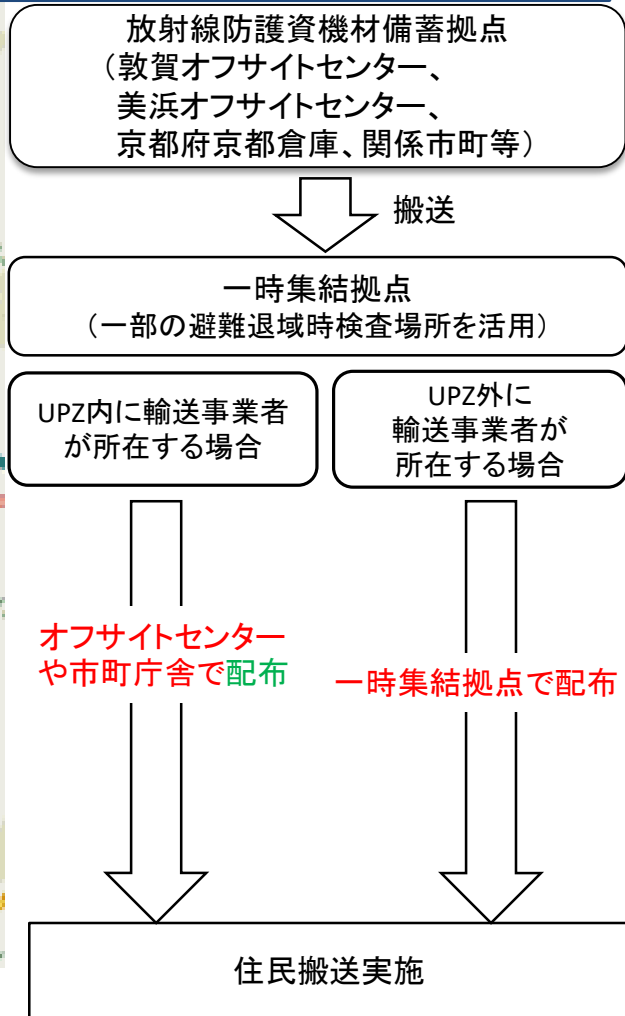 放射線防護資機材備蓄拠点
（敦賀オフサイトセンター、
美浜オフサイトセンター、
京都府京都倉庫、関係市町等）
搬送
一時集結拠点
（一部の避難退域時検査場所を活用）
UPZ内に輸送事業者
が所在する場合
UPZ外に
輸送事業者が
所在する場合
オフサイトセンター
や市町庁舎で配布
一時集結拠点で配布
住民搬送実施